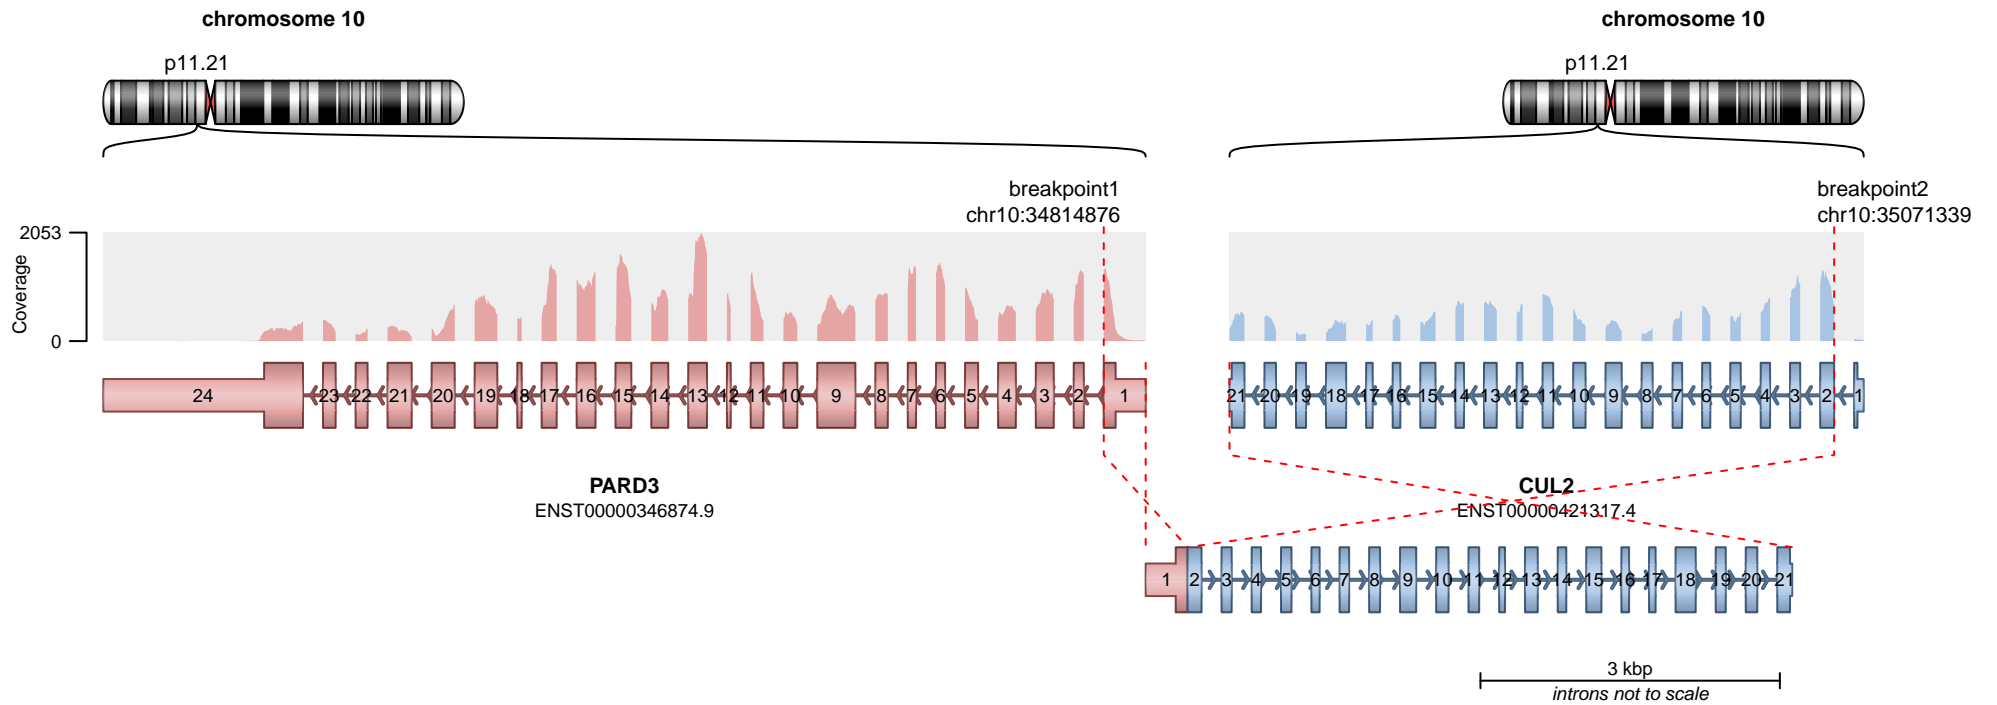 chromosome 10
chromosome 10
p11.21
p11.21
breakpoint1
chr10:34814876
breakpoint2
chr10:35071339
2053
Coverage
0
24 23 22 21 20 19 18 17 16 15 14 13 12 11 10 9 8 7 6 5 4 3 2 1
21 20 19 18 17 16 15 14 13 12 11 10 9 8 7 6 5 4 3 2 1
PARD3
ENST00000346874.9
CUL2
ENST00000421317.4
1 2 3 4 5 6 7 8 9 10 11 12 13 14 15 16 17 18 19 20 21
3 kbp
introns not to scale